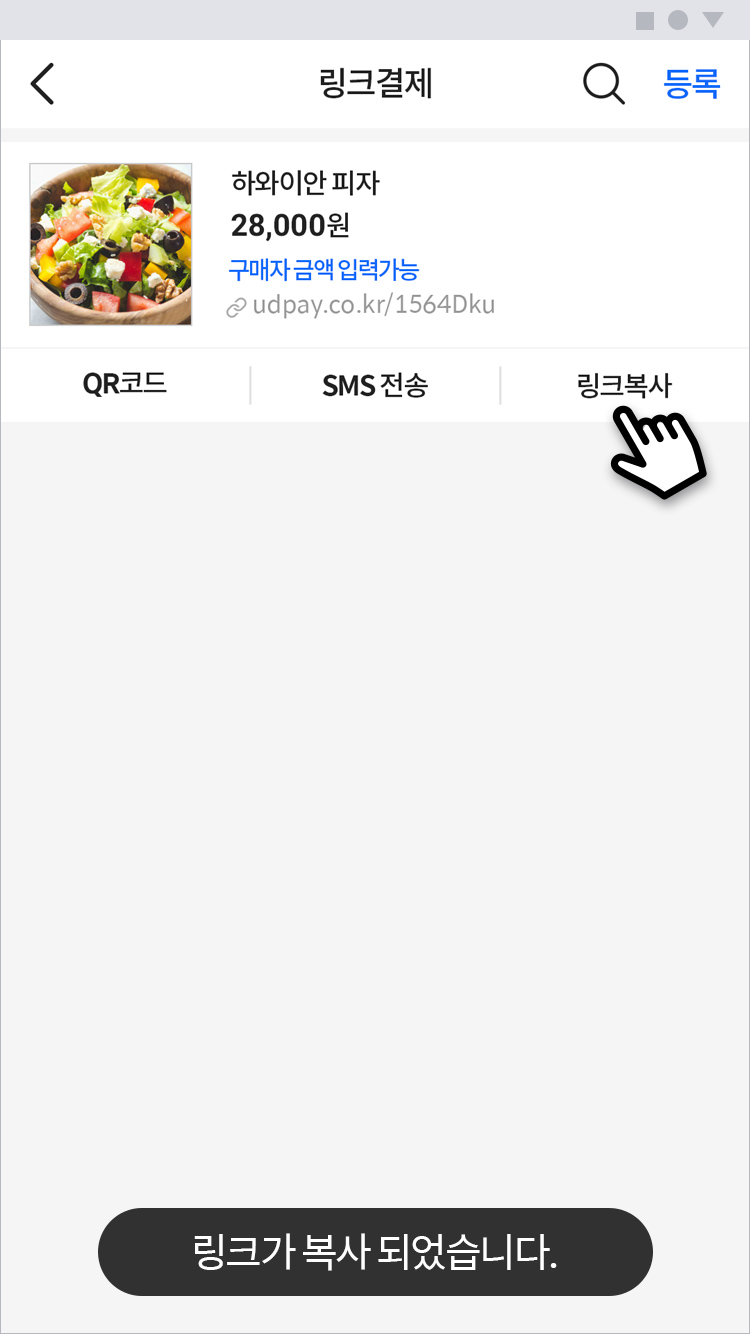 링크결제
등록
하와이안 피자
28,000원
구매자 금액 입력가능
udpay.co.kr/1564Dku
QR코드
SMS 전송
링크복사
링크가 복사 되었습니다.